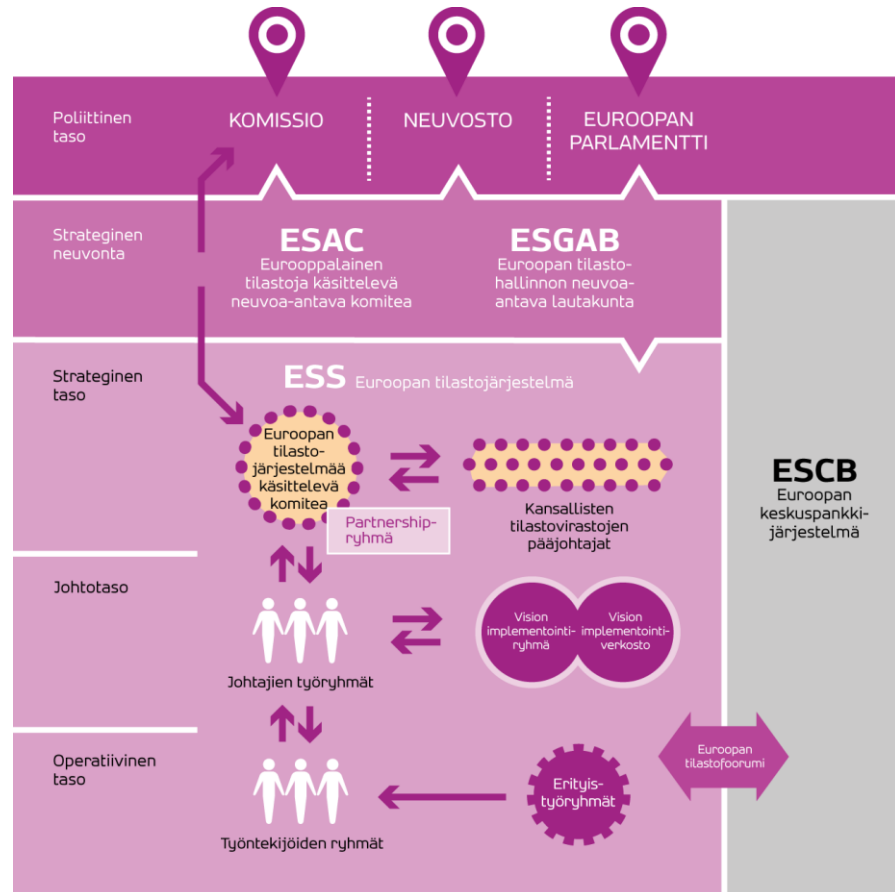 Poliittinen
taso
KOMISSIO
NEUVOSTO
EUROOPAN
PARLAMENTTI
Strateginen
neuvonta
ESAC
Eurooppalainen
tilastoja käsittelevä
neuvoa-antava komitea
ESGAB
Euroopan tilasto-
hallinnon neuvoa-
antava lautakunta
Strateginen
taso
ESS Euroopan tilastojärjestelmä
Euroopan
tilasto-
järjestelmää
käsittelevä
komitea
Partnership-
ryhmä
Kansallisten
tilastovirastojen
pääjohtajat
ESCB
Euroopan
keskuspankki-
järjestelmä
Johtotaso
Johtajien työryhmät
Vision
implementointi-
ryhmä
Vision
implementointi-
verkosto
Operatiivinen
taso
Työntekijöiden ryhmät
Erityis-
työryhmät
Euroopan
tilastofoorumi